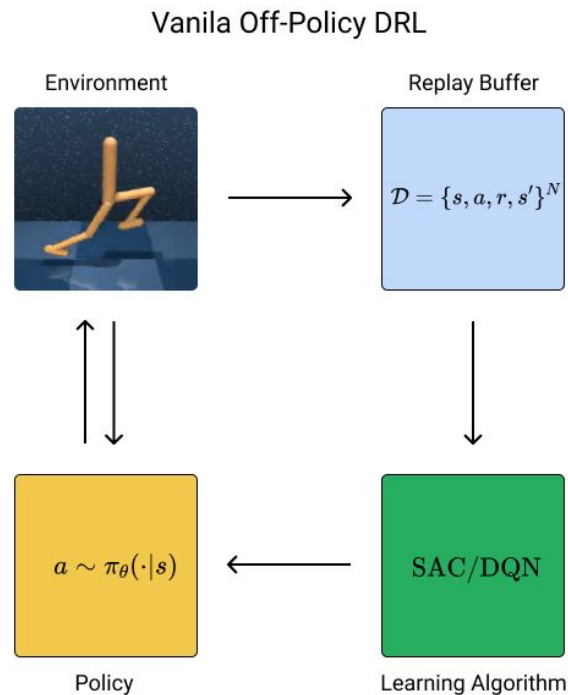 Vanila Off-Policy DRL
Environment
Replay Buffer
𝒟 = {s, a, r, s′}ᴺ
a ∼ π_θ(·|s)
SAC/DQN
Policy
Learning Algorithm